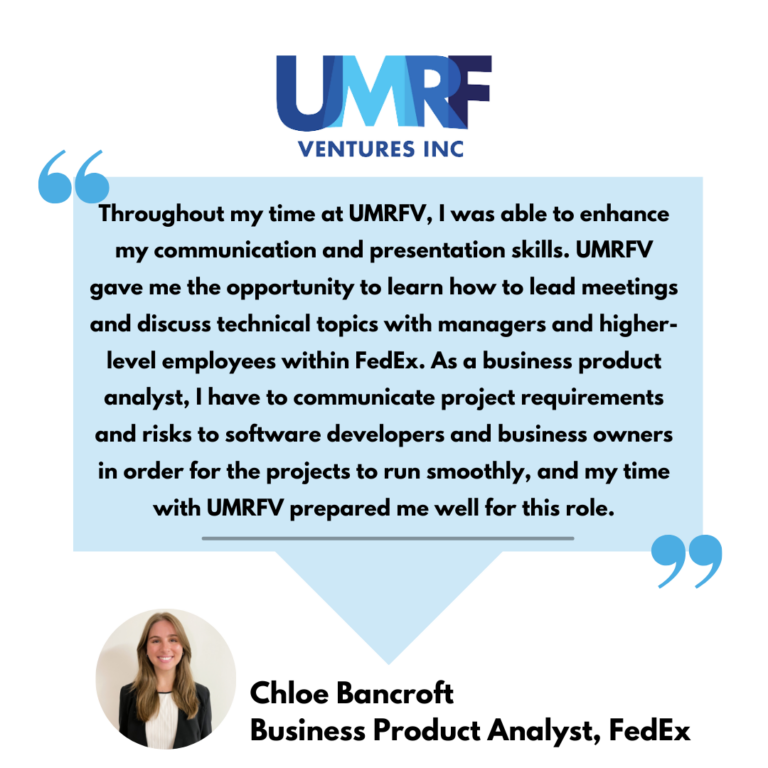 UMRF
VENTURES INC
“
Throughout my time at UMRFV, I was able to enhance
my communication and presentation skills. UMRFV
gave me the opportunity to learn how to lead meetings
and discuss technical topics with managers and higher-
level employees within FedEx. As a business product
analyst, I have to communicate project requirements
and risks to software developers and business owners
in order for the projects to run smoothly, and my time
with UMRFV prepared me well for this role.
”
Chloe Bancroft
Business Product Analyst, FedEx